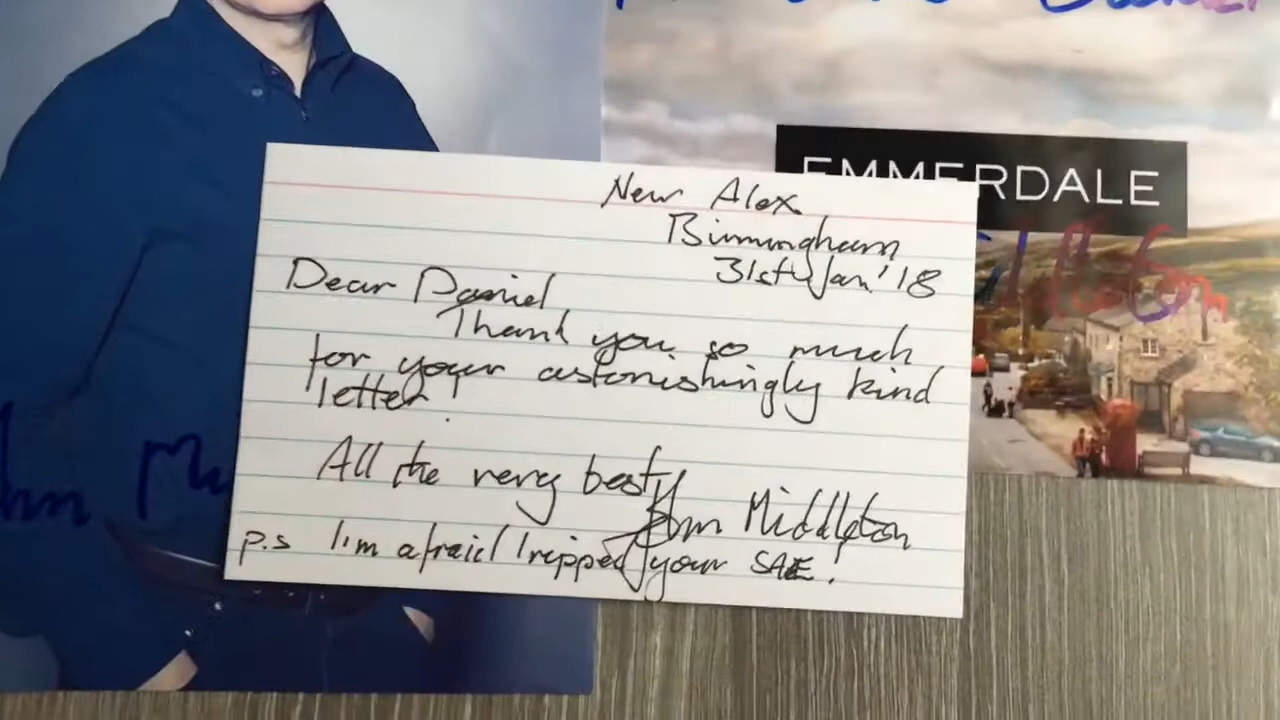 EMMERDALE
New Alex
Birmingham
31st Jan '18
Dear Daniel
Thank you so much
for your astonishingly kind
letter!
All the very best,
John Middleton
p.s I'm afraid I ripped your SAE!